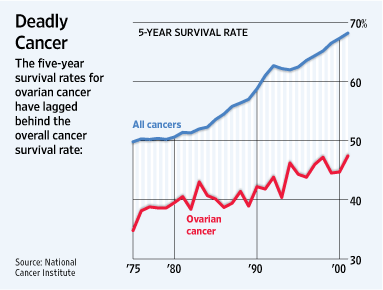 Deadly
Cancer
The five-year
survival rates for
ovarian cancer
have lagged
behind the
overall cancer
survival rate:
Source: National
Cancer Institute
5-YEAR SURVIVAL RATE
70%
60
50
40
30
All cancers
Ovarian
cancer
'75
'80
'90
'00